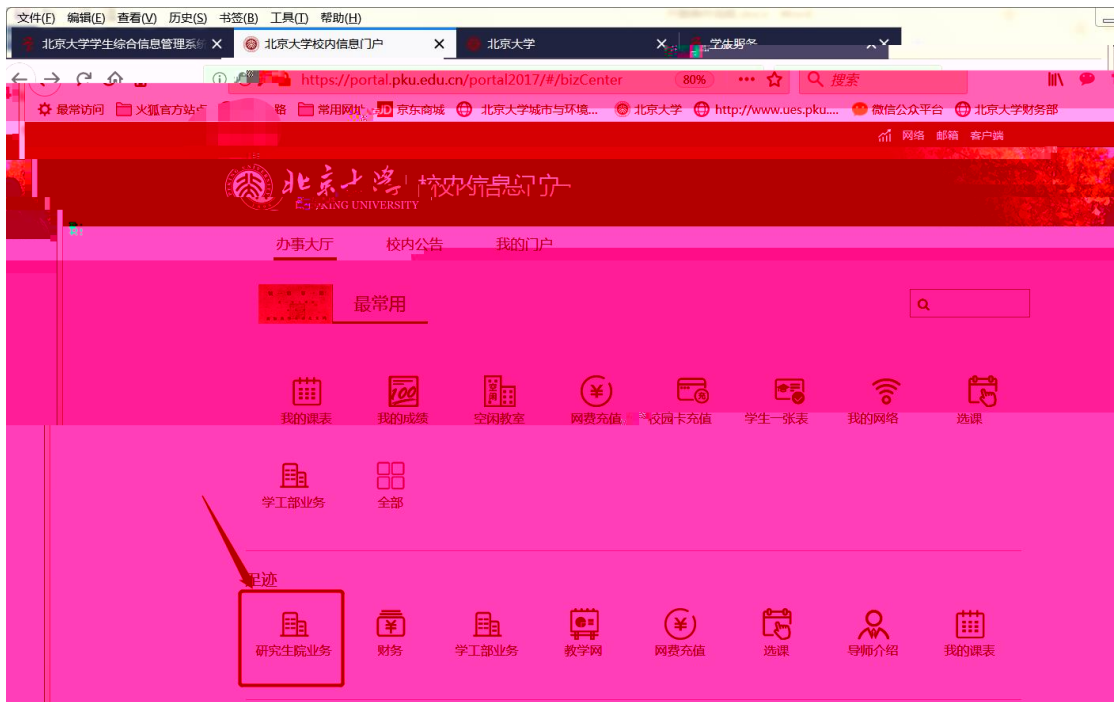 文件(F) 编辑(E) 查看(V) 历史(S) 书签(B) 工具(T) 帮助(H)
北京大学学生综合信息管理系统 × 北京大学校内信息门户 × 北京大学 ×
https://portal.pku.edu.cn/portal2017/#/bizCenter 80% 搜索
最常访问 火狐官方站点 常用网址 JD 京东商城 北京大学城市与环境... 北京大学 http://www.ues.pku.... 微信公众平台 北京大学财务部
网络 邮箱 客户端
北京大学 校内信息门户
UNIVERSITY
办事大厅 校内公告 我的门户
最常用
100
我的课表 我的成绩 空闲教室 网费充值 校园卡充值 学生一张表 我的网络 选课
学工部业务 全部
足迹
研究生院业务 财务 学工部业务 教学网 网费充值 选课 导师介绍 我的课表